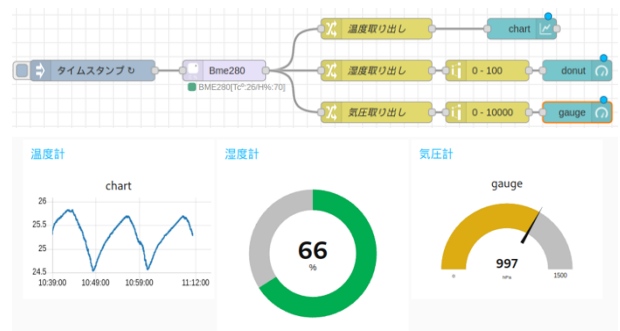 温度取り出し
chart
タイムスタンプ ↻
Bme280
湿度取り出し
0 - 100
donut
BME280[Tc°:26/H%:70]
気圧取り出し
0 - 10000
gauge
温度計
chart
26
25.5
25
24.5
10:39:00
10:49:00
10:59:00
11:12:00
湿度計
66
%
気圧計
gauge
997
hPa
0
1500